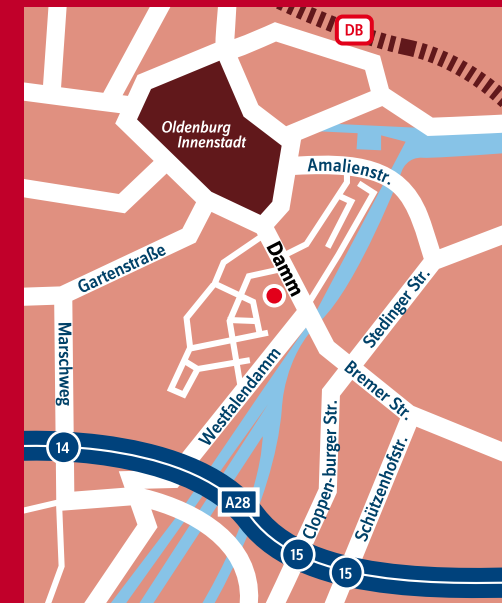 DB
Oldenburg
Innenstadt
Amalienstr.
Damm
Gartenstraße
Stedinger Str.
Marschweg
Westfalendamm
Bremer Str.
Cloppen-burger Str.
Schützenhofstr.
14
A28
15
15